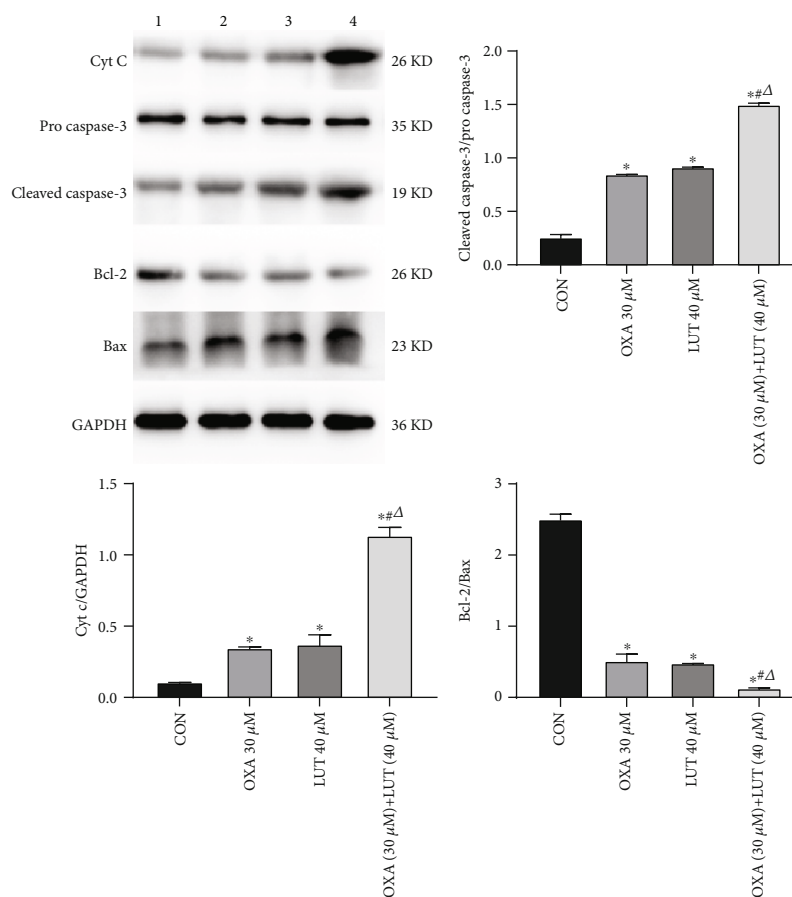 1 2 3 4
Cyt C 26 KD
Pro caspase-3 35 KD
Cleaved caspase-3 19 KD
Bcl-2 26 KD
Bax 23 KD
GAPDH 36 KD
Cleaved caspase-3/pro caspase-3
2.0
1.5
1.0
0.5
0.0
*
*
*#Δ
CON
OXA 30 μM
LUT 40 μM
OXA (30 μM)+LUT (40 μM)
Cyt c/GAPDH
1.5
1.0
0.5
0.0
*
*
*#Δ
CON
OXA 30 μM
LUT 40 μM
OXA (30 μM)+LUT (40 μM)
Bcl-2/Bax
3
2
1
0
*
*
*#Δ
CON
OXA 30 μM
LUT 40 μM
OXA (30 μM)+LUT (40 μM)